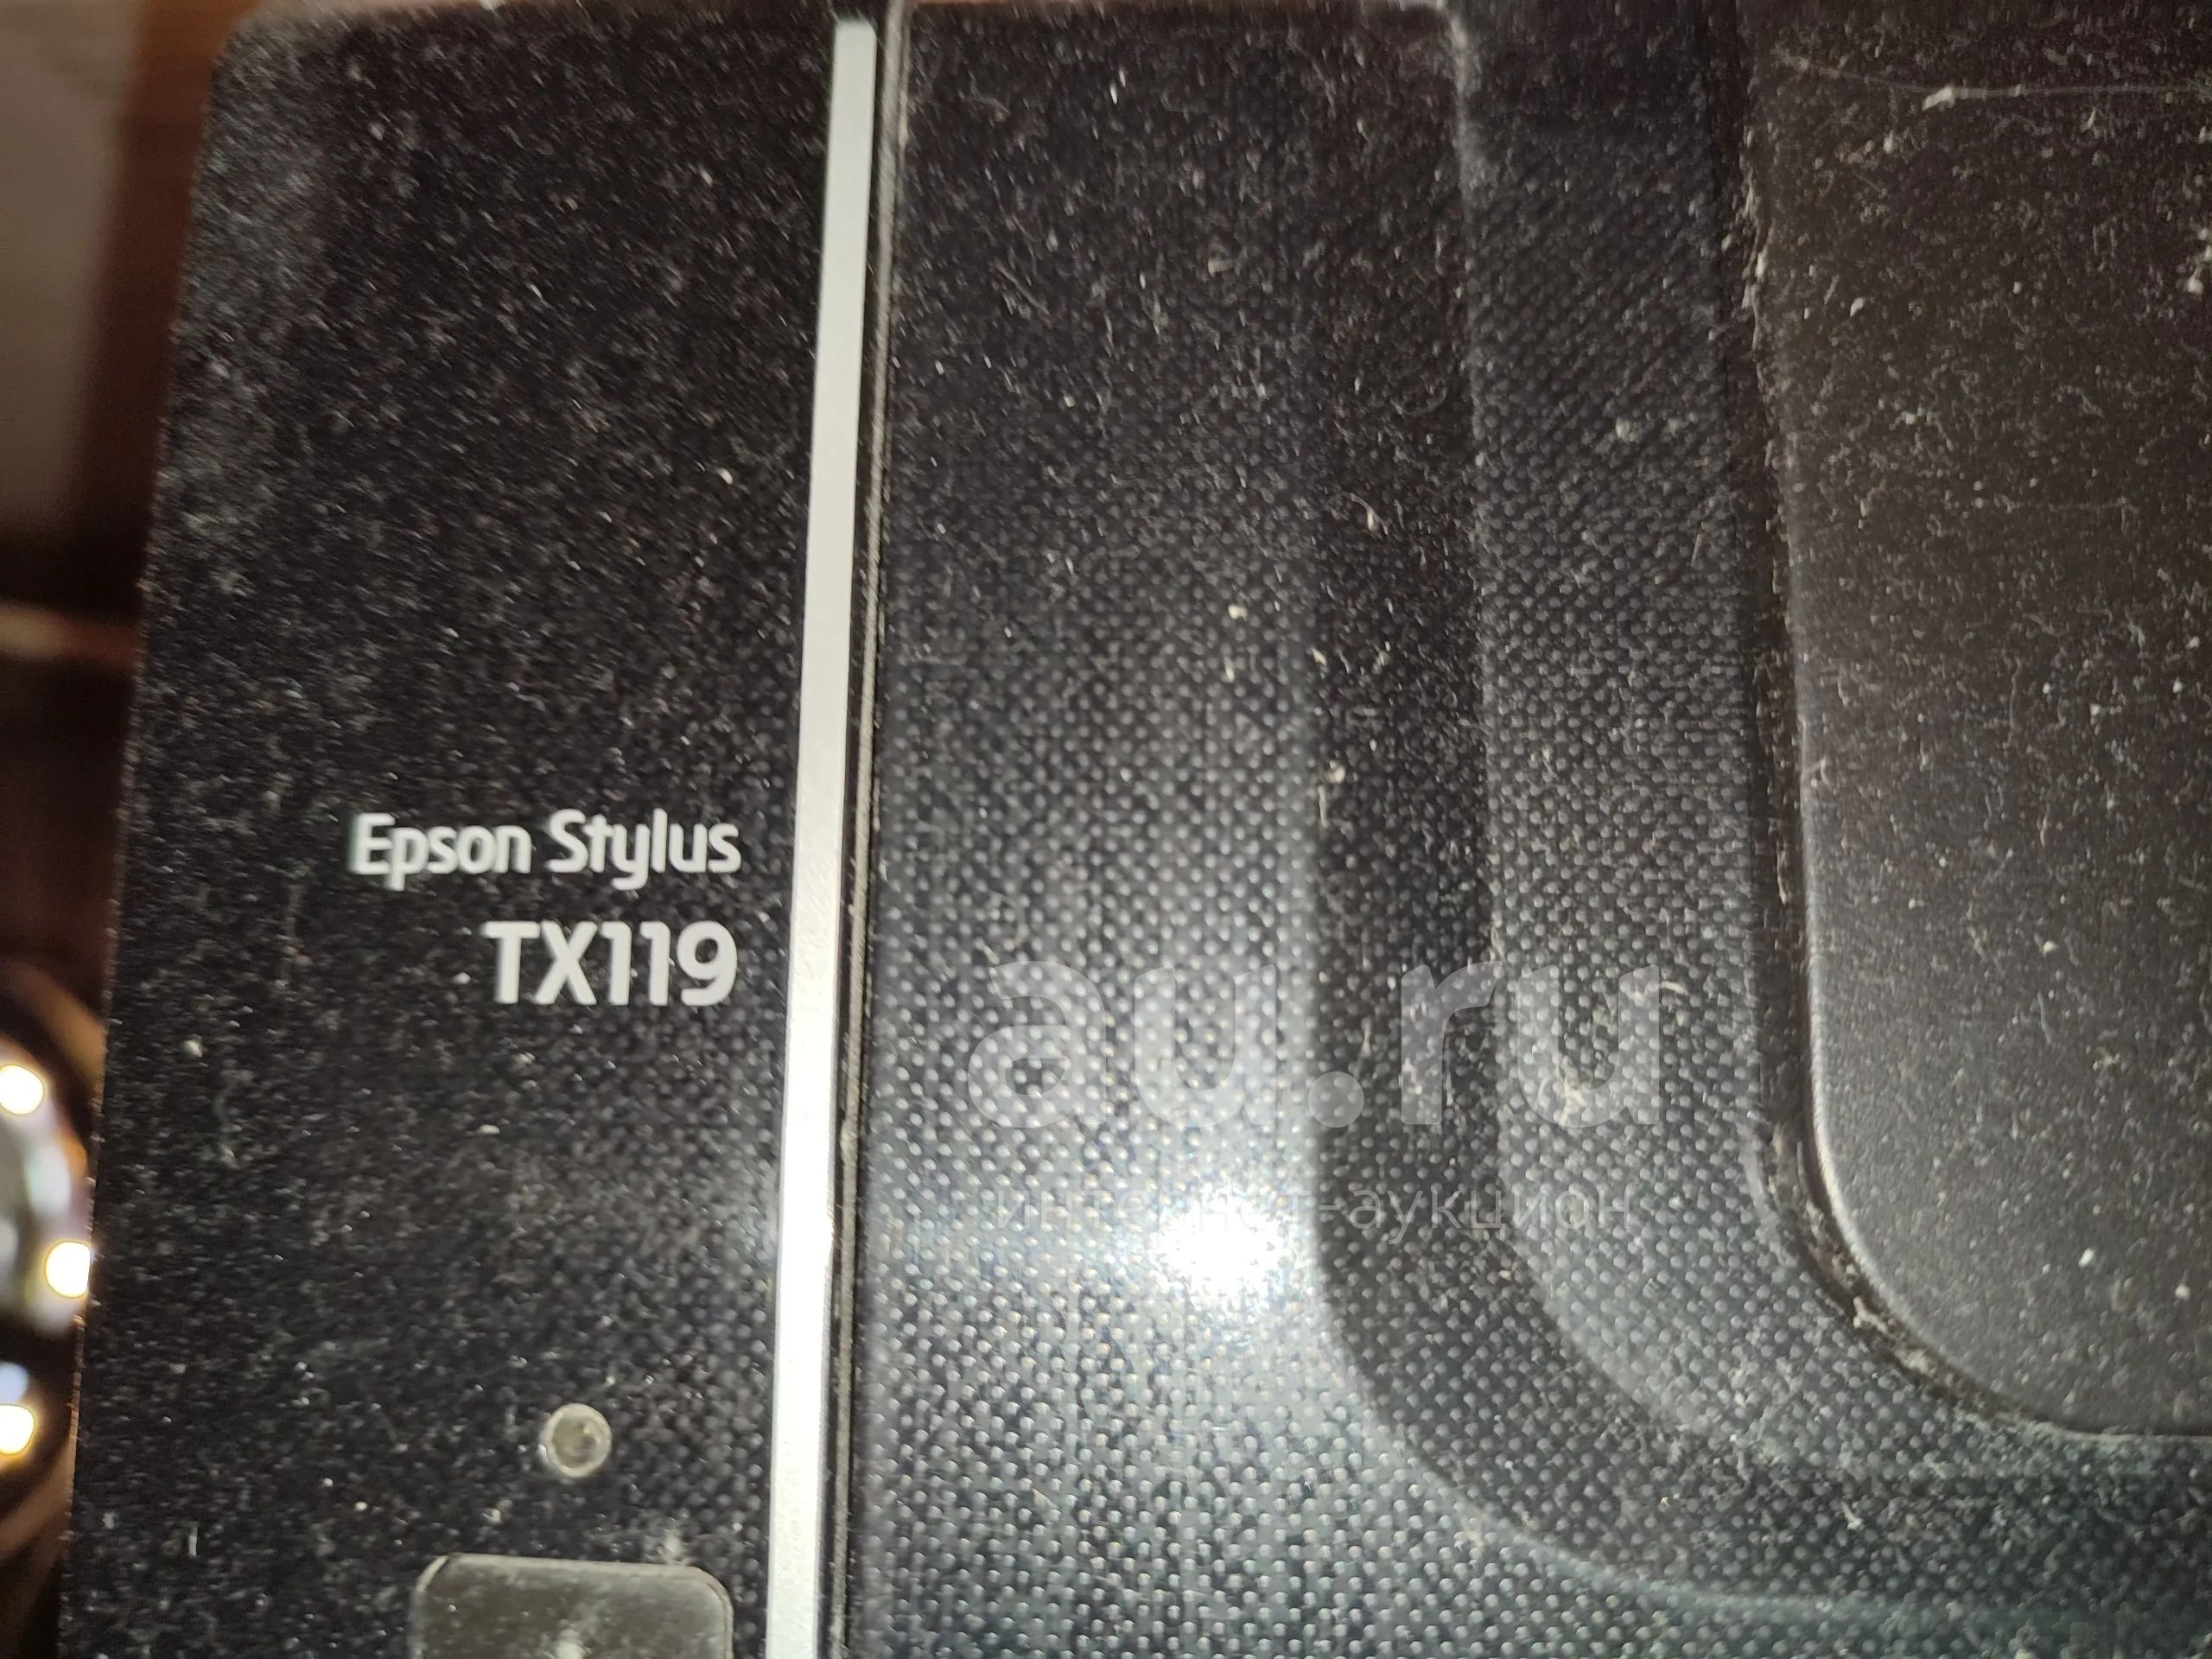 Epson Stylus
TX119
au.ru
интернет-аукцион